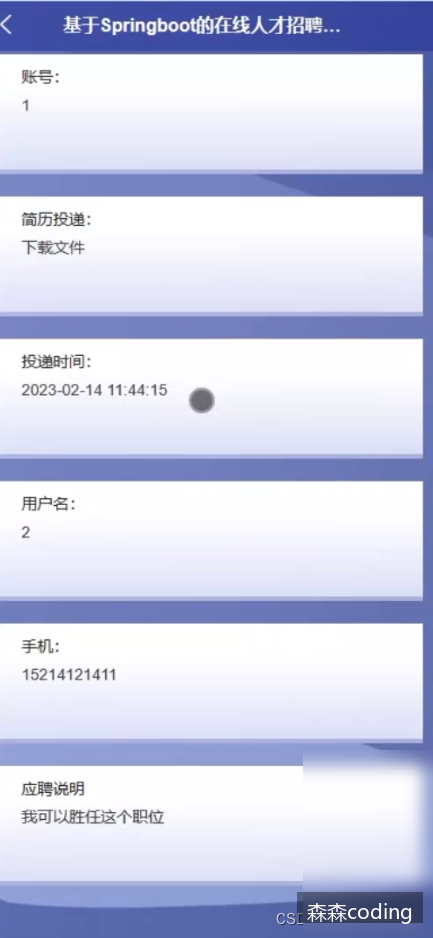 基于Springboot的在线人才招聘...
账号：
1
简历投递：
下载文件
投递时间：
2023-02-14 11:44:15
用户名：
2
手机：
15214121411
应聘说明
我可以胜任这个职位
CSD
森森coding